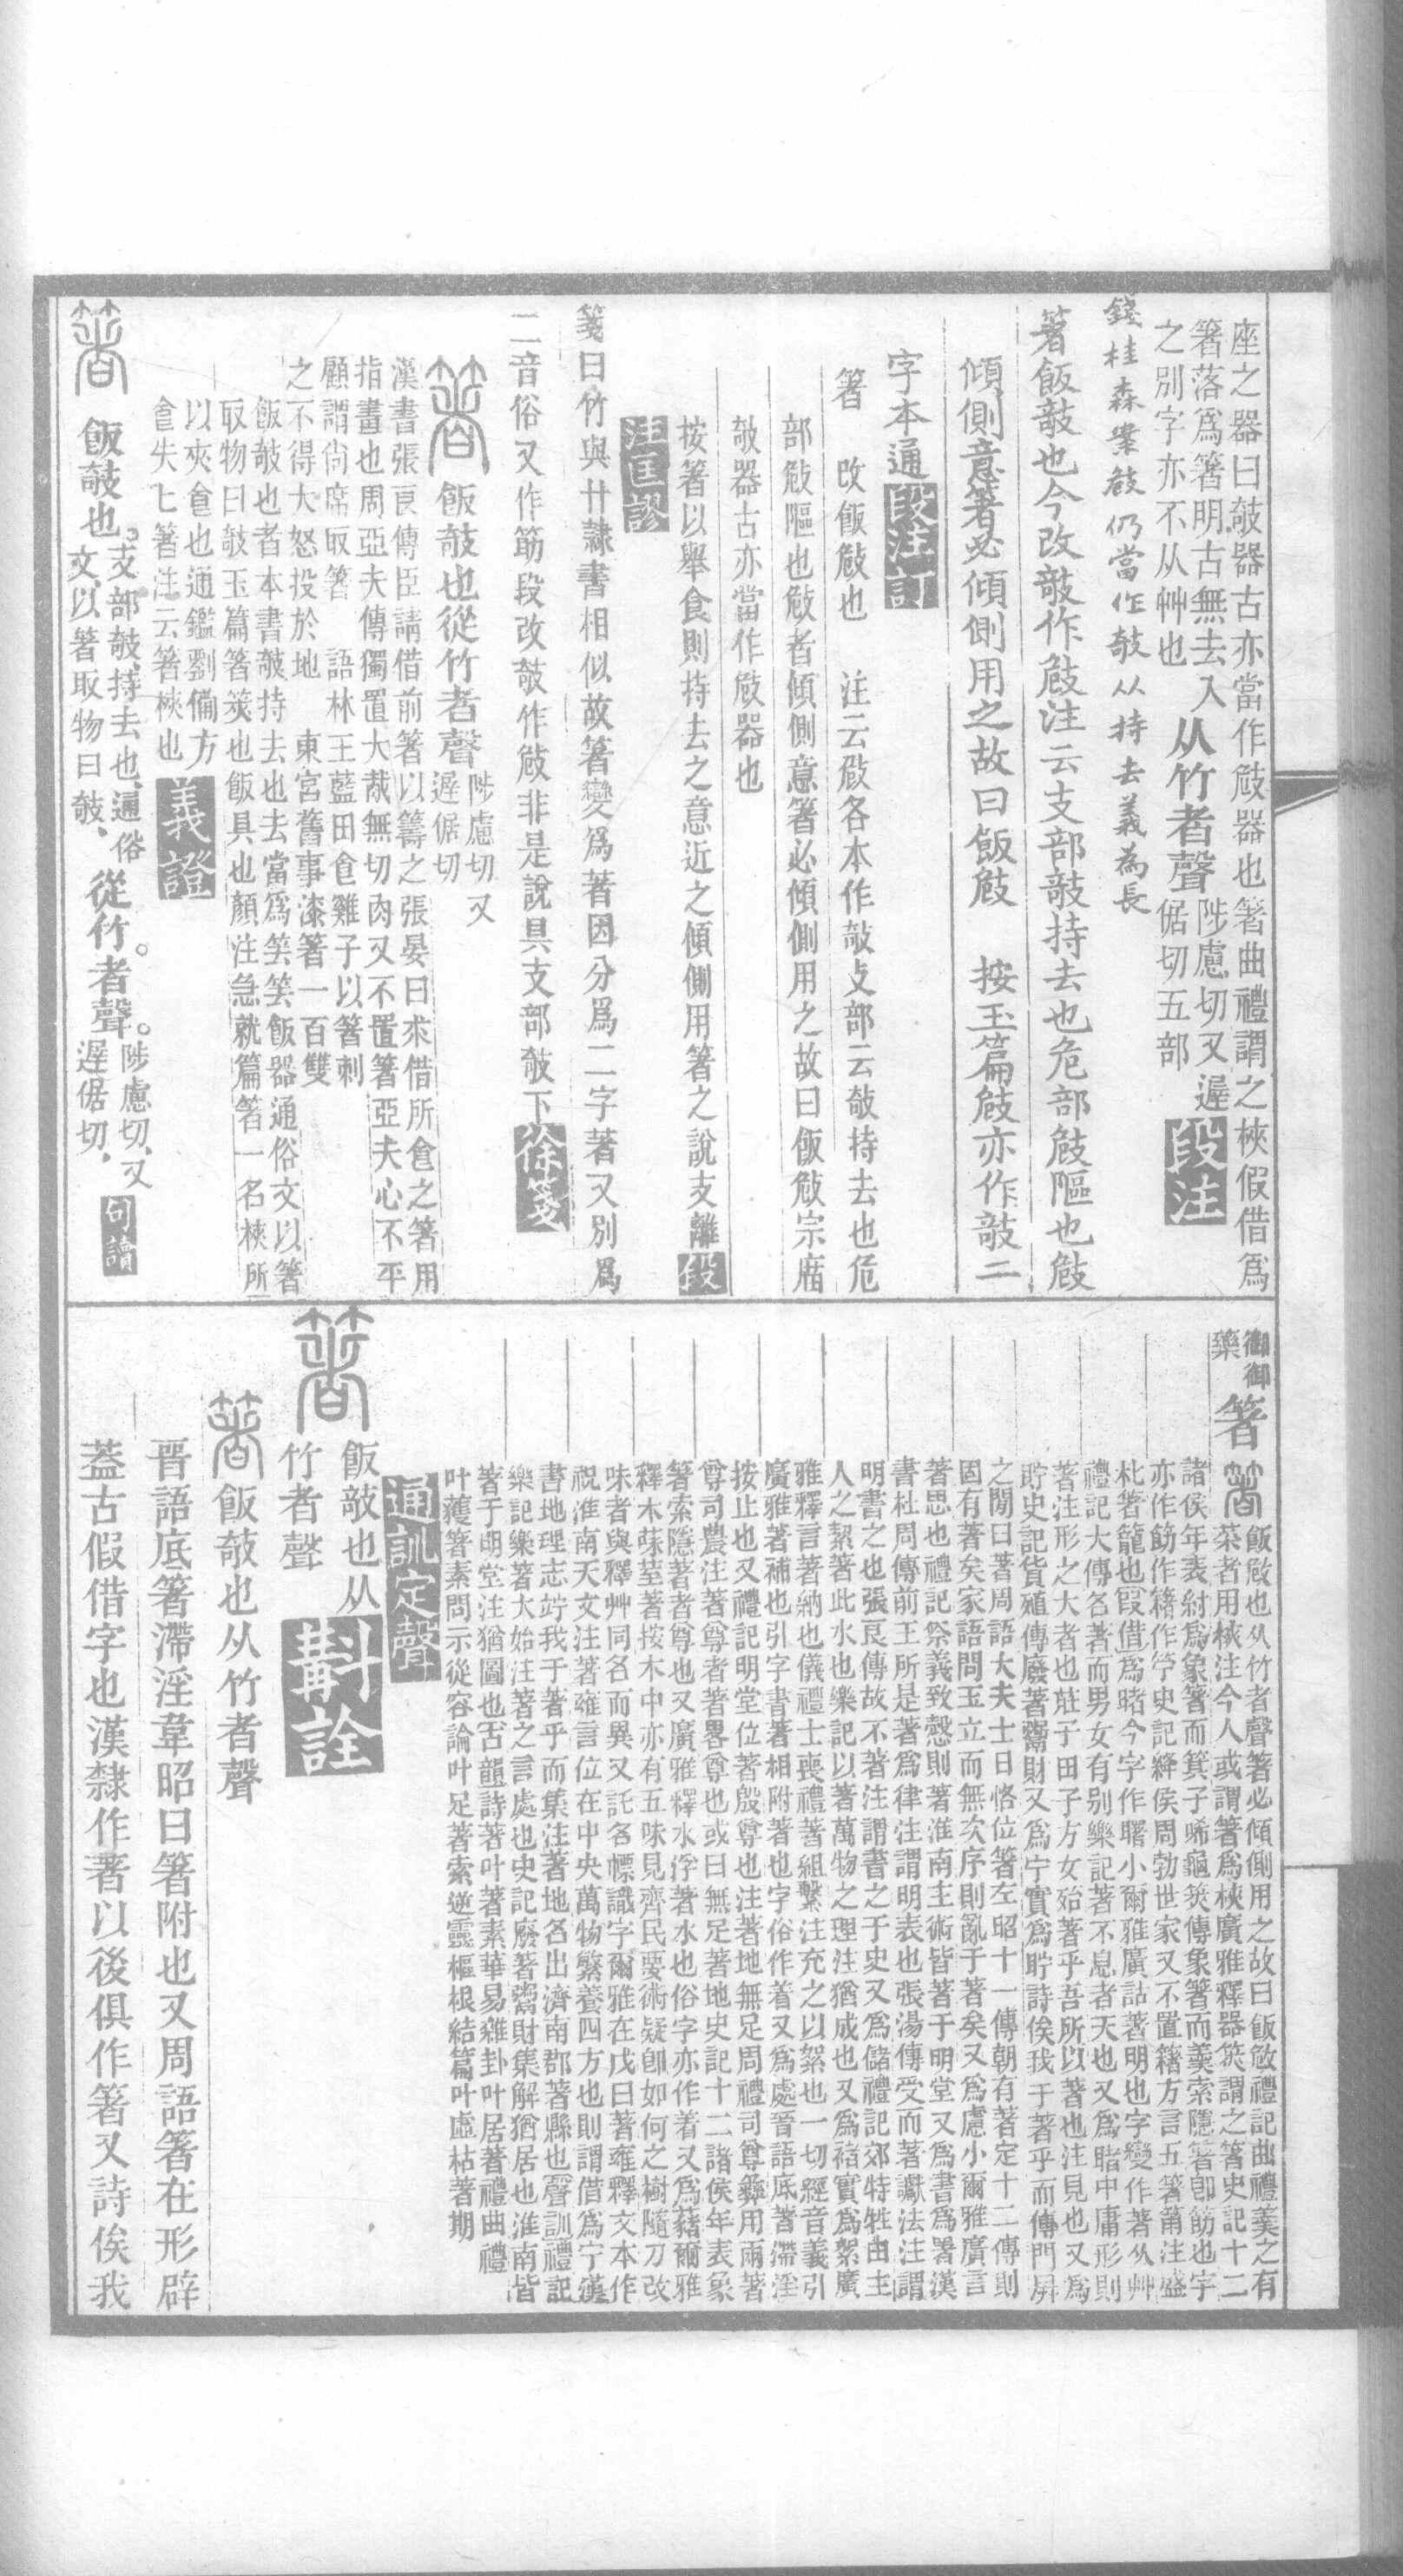 座之器曰攲器古亦當作㩻器也箸曲禮謂之梜假借爲
箸落爲箸明古無去入
之別字亦不从艸也
从竹者聲
陟慮切又遲
倨切五部
段注
錢桂森案㩻仍當作攲从持去義為長
箸飯攲也今改攲作㩻注云支部攲持去也危部㩻䧢也㩻
傾側意箸必傾側用之故曰飯㩻　按玉篇㩻亦作攲二
字本通
段注訂
箸　改飯㩻也　注云㩻各本作敧攴部云攲持去也危
部㩻䧢也㩻者傾側意箸必傾側用之故曰飯㩻宗庿
攲器古亦當作㩻器也
按箸以舉食則持去之意近之傾側用箸之說支離
段
注匡謬
箋曰竹與廾隸書相似故箸變爲著因分爲二字著又別爲
二音俗又作筯段改攲作㩻非是說具支部攲下
徐箋
箸
飯攲也從竹者聲
陟慮切又
遲倨切
漢書張良傳臣請借前箸以籌之張晏曰求借所食之箸用
指畫也周亞夫傳獨置大胾無切肉又不置箸亞夫心不平
顧謂尚席取箸　語林王藍田食雞子以箸刺
之不得大怒投於地　東宮舊事漆箸一百雙
飯攲也者本書攲持去也去當爲𥬔𥬔飯器通俗文以箸
取物曰攲玉篇箸筴也飯具也顏注急就篇箸一名梜所
以夾食也通鑑劉備方
食失匕箸注云箸梜也
義證
箸
飯攲也。
支部攲、持去也、通俗
文、以箸取物曰攲、
從竹。者聲。
陟慮切、又
遲倨切、
句讀
御御
藥
箸
箸
飯㩻也从竹者聲箸必傾側用之故曰飯㩻禮記曲禮羹之有
菜者用梜注今人或謂箸爲梜廣雅釋器筴謂之箸史記十二
諸侯年表紂爲象箸而箕子唏龜筴傳象箸而羹索隱箸卽筯也字
亦作筯作䉒作竚史記絳侯周勃世家又不置䉒方言五箸筩注盛
朼箸籠也叚借爲睹今字作曙小爾雅廣詁著明也字變作著从艸
禮記大傳名著而男女有別樂記著不息者天也又爲睹中庸形則
著注形之大者也莊子田子方女殆著乎吾所以著也注見也又爲
貯史記貨殖傳廢著鬻財又爲宁實爲貯詩俟我于著乎而傳門屏
之閒曰著周語大夫士日恪位箸左昭十一傳朝有著定十二傳則
固有著矣家語問玉立而無次序則亂于著矣又爲慮小爾雅廣言
著思也禮記祭義致慤則著淮南主術皆著于明堂又爲書爲署漢
書杜周傳前王所是著爲律注謂明表也張湯傳受而著讞法注謂
明書之也張良傳故不著注謂書之于史又爲儲禮記郊特牲由主
人之絜著此水也樂記以著萬物之理注猶成也又爲褚實爲絮廣
雅釋言著納也儀禮士喪禮著組繫注充之以絮也一切經音義引
廣雅著補也引字書著相附著也字俗作着又爲處晉語底著滯淫
按止也又禮記明堂位著殷尊也注著地無足周禮司尊彝用兩著
尊司農注著尊者著畧尊也或曰無足著地史記十二諸侯年表象
箸索隱著者尊也又廣雅釋水浮著水也俗字亦作着又爲藸爾雅
釋木味荎著按木中亦有五味見齊民要術疑卽如何之樹隨刀改
味者與釋艸同名而異又託名幖識字爾雅在戊曰著雍釋文本作
祝淮南天文注著雍言位在中央萬物繁養四方也則謂借爲宁漢
書地理志竚我于著乎而集注著地名出濟南郡著縣也聲訓禮記
樂記樂著大始注著之言處也史記廢著鬻財集解猶居也淮南皆
著于明堂注猶圖也古韻詩著叶著素華易雜卦叶居著禮曲禮
叶蒦箸素問示從容論叶足著索逆靈樞根結篇叶虛枯著期
通訓定聲
箸
飯攲也从
竹者聲
斠詮
箸
飯攲也从竹者聲
晉語底箸滯淫韋昭曰箸附也又周語箸在形辟
葢古假借字也漢隸作著以後俱作著又詩俟我